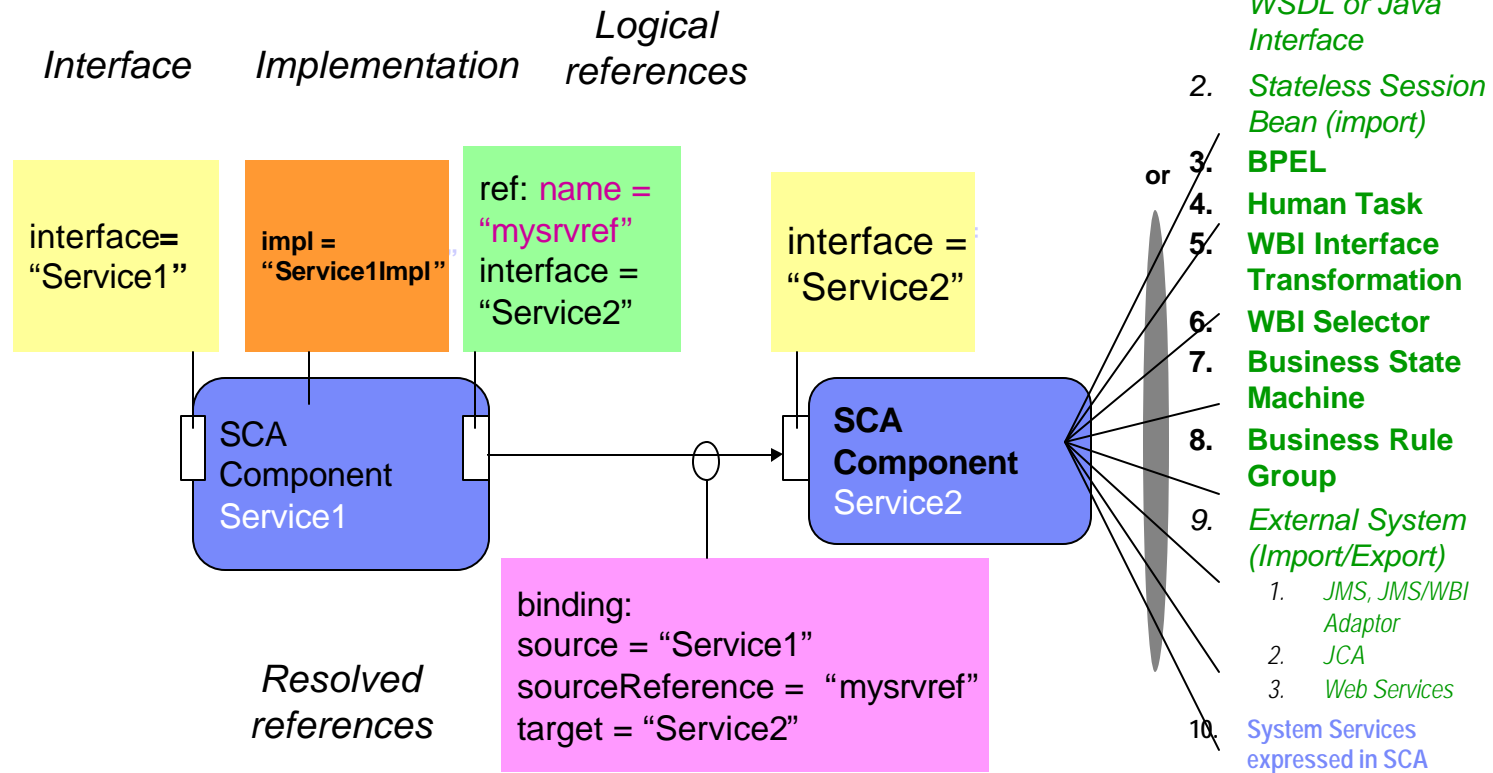 Interface
Implementation
Logical
references
interface=
“Service1”
impl =
“Service1Impl”
ref: name =
“mysrvref”
interface =
“Service2”
interface =
“Service2”
SCA
Component
Service1
SCA
Component
Service2
binding:
source = “Service1”
sourceReference = “mysrvref”
target = “Service2”
Resolved
references
or
WSDL or Java
Interface
2. Stateless Session
Bean (import)
3. BPEL
4. Human Task
5. WBI Interface
Transformation
6. WBI Selector
7. Business State
Machine
8. Business Rule
Group
9. External System
(Import/Export)
1. JMS, JMS/WBI
Adaptor
2. JCA
3. Web Services
10. System Services
expressed in SCA